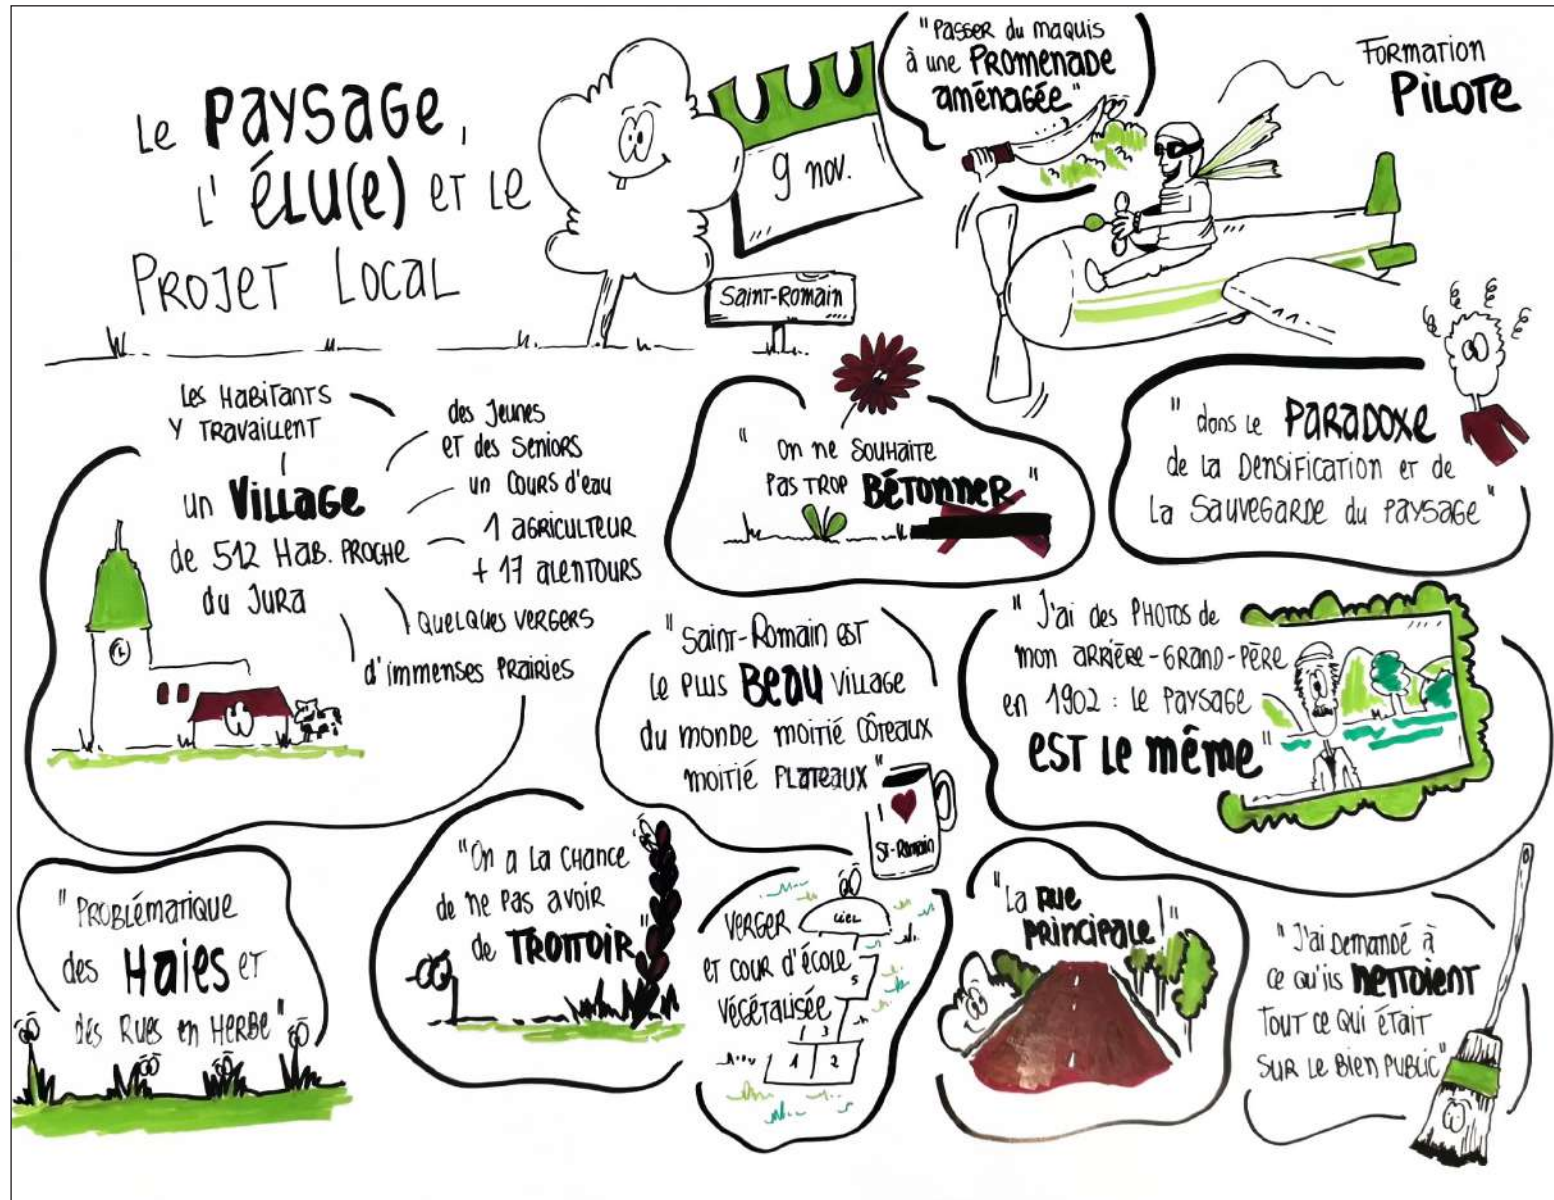 Le PAYSAGE,
L'ÉLU(e) ET LE
PROJET LOCAL
9 nov.
SAINT-ROMAIN
"PASSER du maquis
à une PROMENADE
aménagée"
FORMATION
PILOTE
Les HABITANTS
Y TRAVAILLENT
un VILLAGE
de 512 HAB. PROCHE
du JURA
des Jeunes
ET des Seniors
un Cours d'eau
1 AGRICULTEUR
+ 17 ALENTOURS
QUELQUES VERGERS
d'immenses PRAIRIES
"On ne SOUHAITE
PAS TROP BÉTONNER"
"dans Le PARADOXE
de La DENSIFICATION et de
La SAUVEGARDE du PAYSAGE"
"Saint-Romain EST
Le PLUS BEAU VILLAGE
du monde moitié CÔTEAUX
moitié PLATEAUX"
I
ST-Romain
"J'ai des PHOTOS de
mon ARRIÈRE-GRAND-PÈRE
en 1902 : Le PAYSAGE
EST Le même"
"PROBLÉMATIQUE
des Haies ET
des Rues en HERBE"
"On a La CHANCE
de ne pas avoir
de TROTTOIR"
VERGER
ET COUR d'école
VÉGÉTALISÉE
CIEL
5
3
1 2
"La RUE
PRINCIPALE!"
"J'ai DEMANDÉ à
ce qu'ils NETTOIENT
TOUT CE QUI ÉTAIT
SUR Le BIEN PUBLIC"